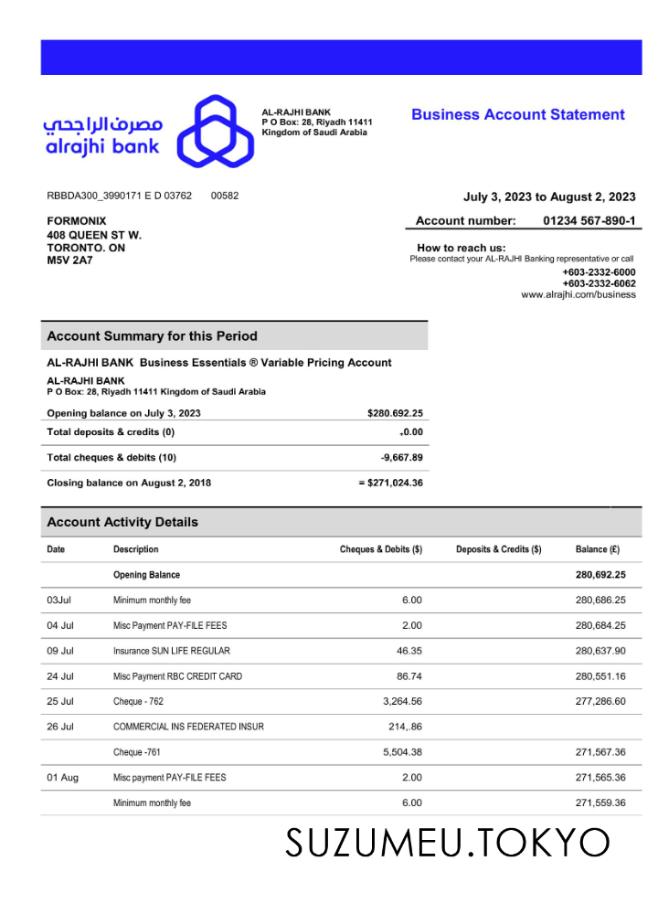 مصرف الراجحي
alrajhi bank
AL-RAJHI BANK
P O Box: 28, Riyadh 11411
Kingdom of Saudi Arabia
Business Account Statement
RBBDA300_3990171 E D 03762 00582
July 3, 2023 to August 2, 2023
FORMONIX
408 QUEEN ST W.
TORONTO. ON
M5V 2A7
Account number: 01234 567-890-1
How to reach us:
Please contact your AL-RAJHI Banking representative or call
+603-2332-6000
+603-2332-6062
www.alrajhi.com/business
Account Summary for this Period
AL-RAJHI BANK Business Essentials ® Variable Pricing Account
AL-RAJHI BANK
P O Box: 28, Riyadh 11411 Kingdom of Saudi Arabia
Opening balance on July 3, 2023 $280.692.25
Total deposits & credits (0) +0.00
Total cheques & debits (10) -9,667.89
Closing balance on August 2, 2018 = $271,024.36
Account Activity Details
Date Description Cheques & Debits ($) Deposits & Credits ($) Balance (£)
Opening Balance 280,692.25
03Jul Minimum monthly fee 6.00 280,686.25
04 Jul Misc Payment PAY-FILE FEES 2.00 280,684.25
09 Jul Insurance SUN LIFE REGULAR 46.35 280,637.90
24 Jul Misc Payment RBC CREDIT CARD 86.74 280,551.16
25 Jul Cheque - 762 3,264.56 277,286.60
26 Jul COMMERCIAL INS FEDERATED INSUR 214,.86
Cheque -761 5,504.38 271,567.36
01 Aug Misc payment PAY-FILE FEES 2.00 271,565.36
Minimum monthly fee 6.00 271,559.36
SUZUMEU.TOKYO